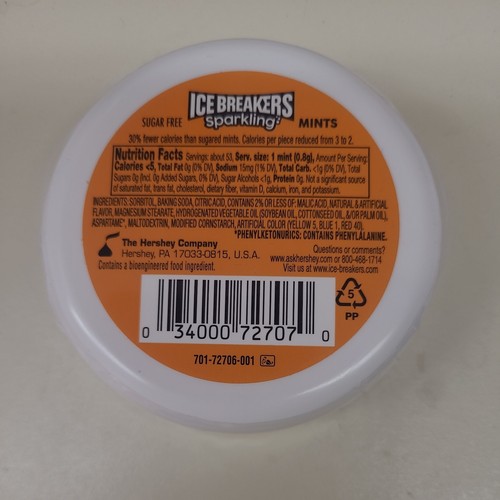 ICE BREAKERS
SUGAR FREE Sparkling MINTS
30% fewer calories than sugared mints. Calories per piece reduced from 3 to 2.
Nutrition Facts Servings: about 53, Serv. size: 1 mint (0.8g), Amount Per Serving:
Calories <5, Total Fat 0g (0% DV), Sodium 15mg (1% DV), Total Carb. <1g (0% DV), Total
Sugars 0g (Incl. 0g Added Sugars, 0% DV), Sugar Alcohols <1g, Protein 0g. Not a significant source
of saturated fat, trans fat, cholesterol, dietary fiber, vitamin D, calcium, iron, and potassium.
INGREDIENTS: SORBITOL, BAKING SODA, CITRIC ACID, CONTAINS 2% OR LESS OF: MALIC ACID, NATURAL & ARTIFICIAL
FLAVOR, MAGNESIUM STEARATE, HYDROGENATED VEGETABLE OIL (SOYBEAN OIL, COTTONSEED OIL, &/OR PALM OIL),
ASPARTAME*, MALTODEXTRIN, MODIFIED CORNSTARCH, ARTIFICIAL COLOR (YELLOW 5, BLUE 1, RED 40).
*PHENYLKETONURICS: CONTAINS PHENYLALANINE.
The Hershey Company
Hershey, PA 17033-0815, U.S.A.
Contains a bioengineered food ingredient.
Questions or comments?
www.askhershey.com or 800-468-1714
Visit us at www.ice-breakers.com
5
PP
0 34000 72707 0
701-72706-001